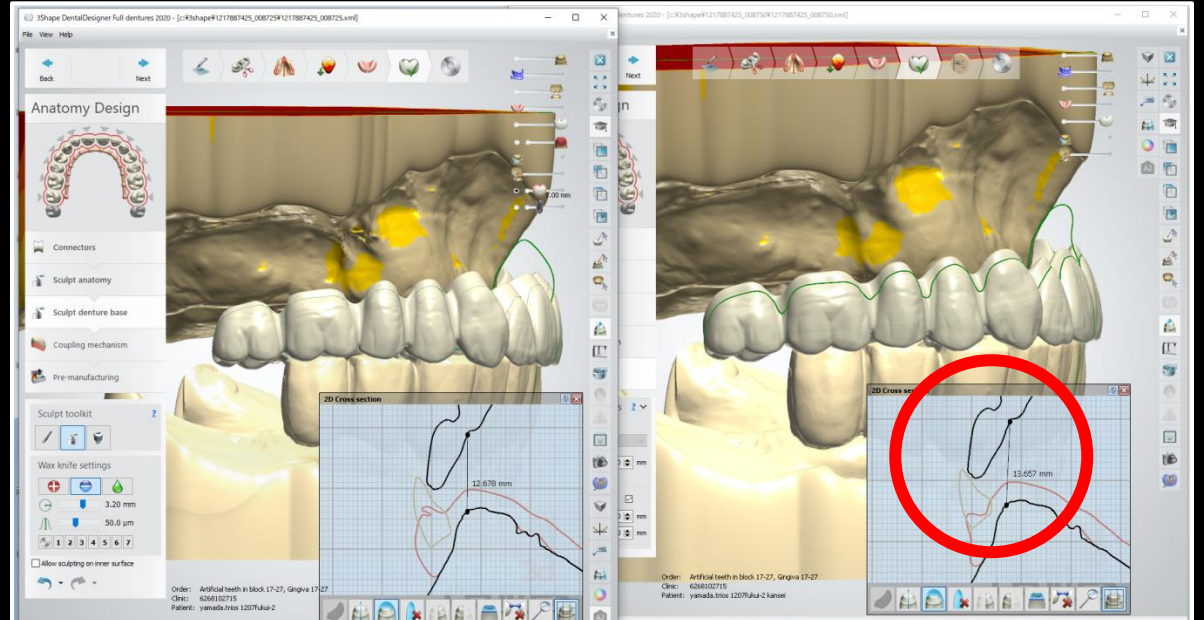 3Shape DentalDesigner Full dentures 2020 - [c:¥3shape¥1217887425_008725¥1217887425_008725.xml]
File View Help
Back
Next
Anatomy Design
Connectors
Sculpt anatomy
Sculpt denture base
Coupling mechanism
Pre-manufacturing
Sculpt toolkit
?
Wax knife settings
3.20 mm
50.0 µm
1 2 3 4 5 6 7
Allow sculpting on inner surface
2D Cross section
12.678 mm
Order: Artificial teeth in block 17-27, Gingiva 17-27
Clinic: 6268102715
Patient: yamada.trios 1207fukui-2
dentures 2020 - [c:¥3shape¥1217887425_008750¥1217887425_008750.xml]
Next
?
mm
mm
mm
2D Cross
13.657 mm
Order: Artificial teeth in block 17-27, Gingiva 17-27
Clinic: 6268102715
Patient: yamada.trios 1207fukui-2 kansei